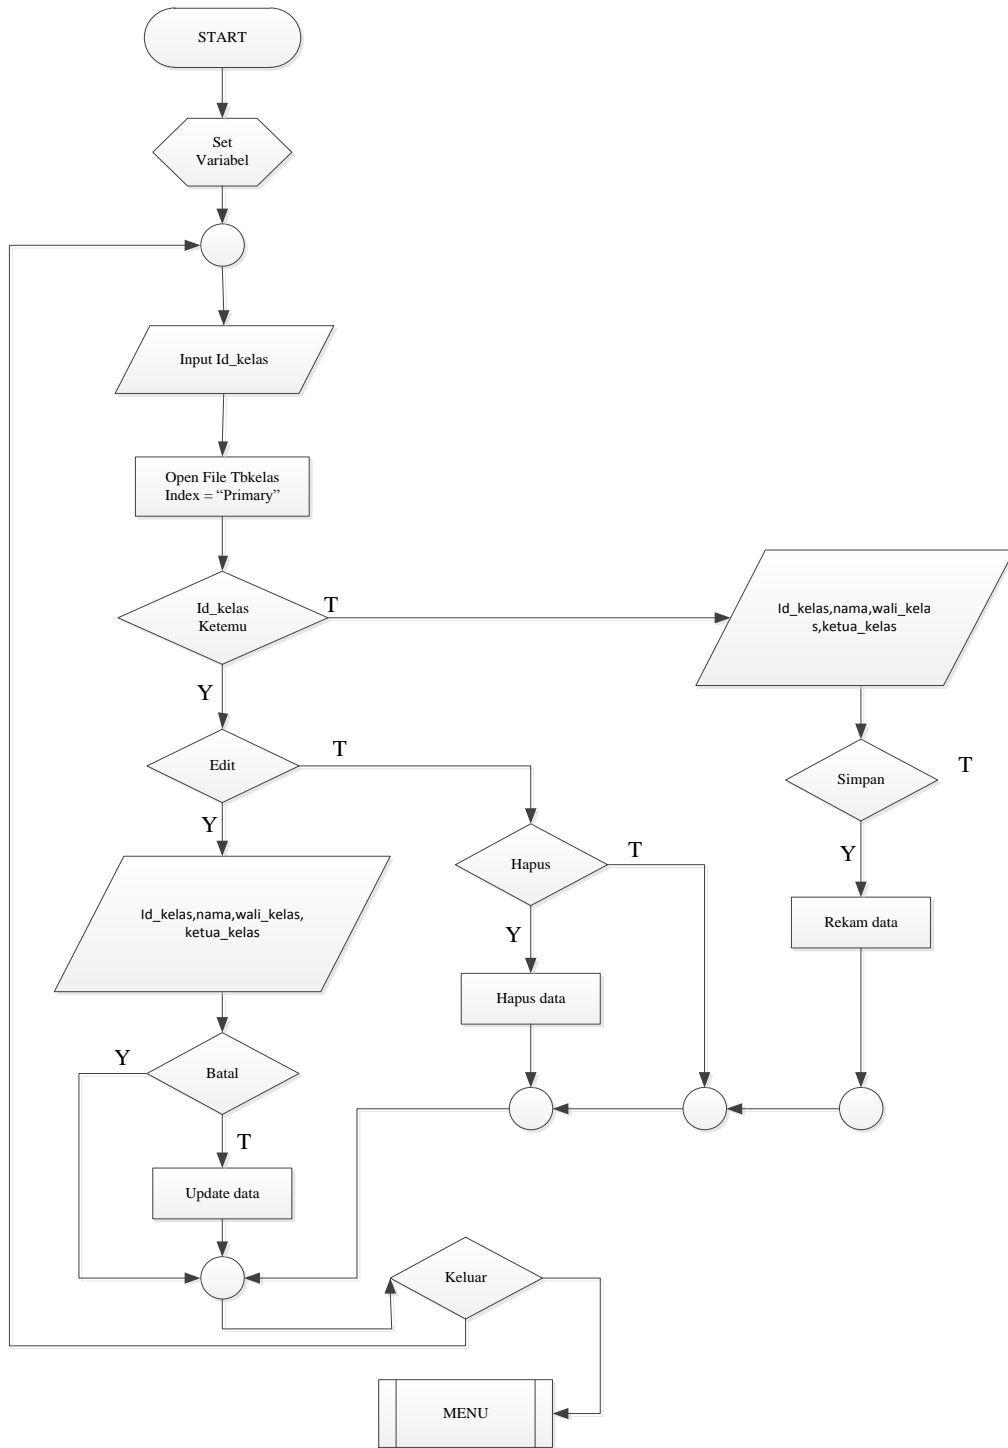 START
Set
Variabel
Input Id_kelas
Open File Tbkelas
Index = “Primary”
Id_kelas
Ketemu
T
Id_kelas,nama,wali_kela
s,ketua_kelas
Y
Edit
T
Simpan
T
Y
Hapus
T
Y
Id_kelas,nama,wali_kelas,
ketua_kelas
Rekam data
Y
Hapus data
Y
Batal
T
Update data
Keluar
MENU